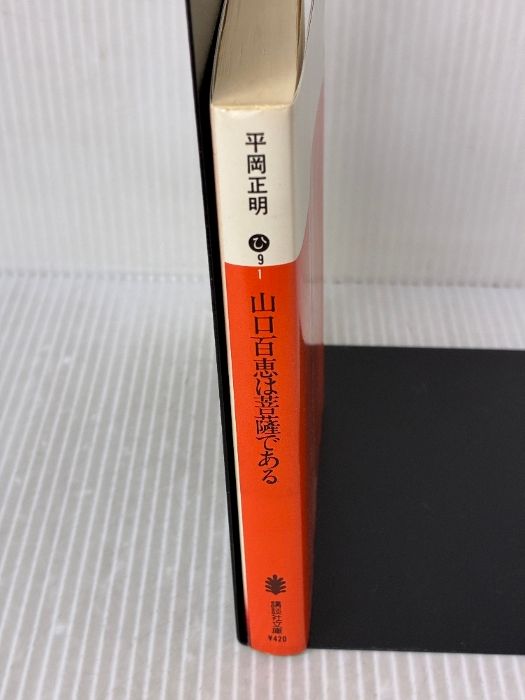 平岡正明
ひ
9
1
山口百恵は菩薩である
講談社文庫
¥420